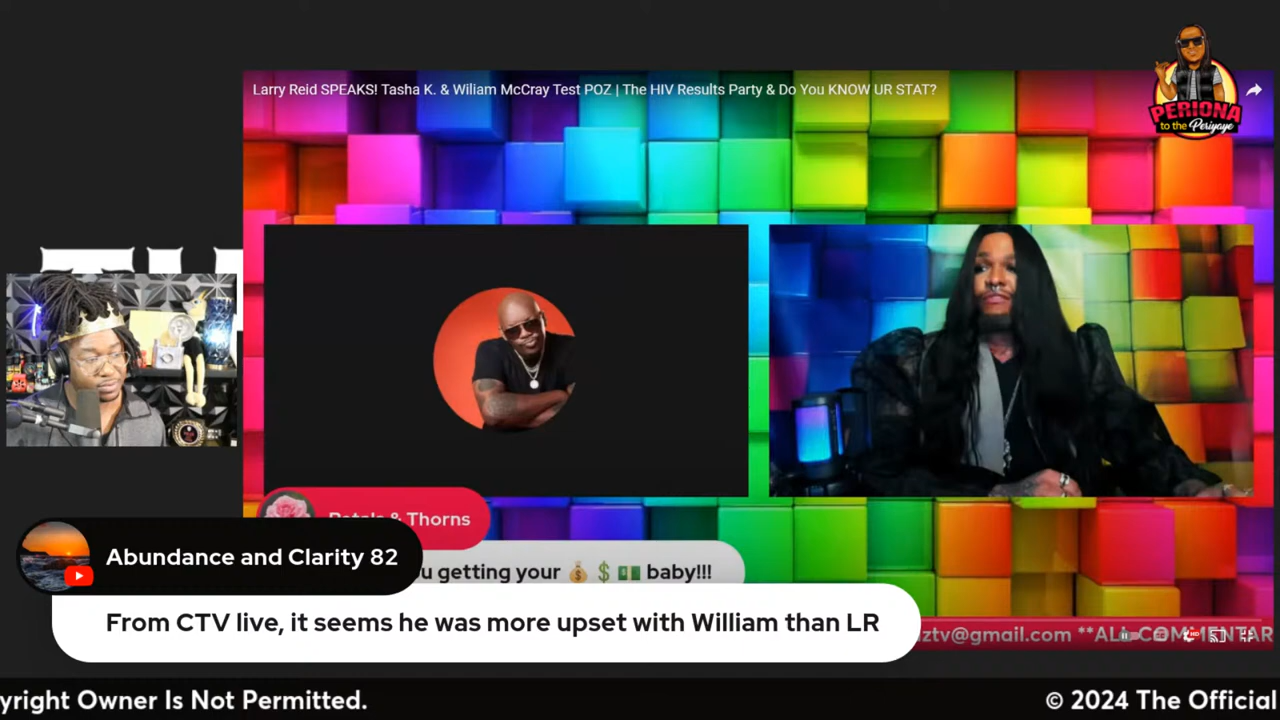 Larry Reid SPEAKS! Tasha K. & Wiliam McCray Test POZ | The HIV Results Party & Do You KNOW UR STAT?
PERIONA
to the Periyaye
Petals & Thorns
u getting your 💰 💲 💵 baby!!!
Abundance and Clarity 82
From CTV live, it seems he was more upset with William than LR
ztv@gmail.com **ALL COMMENTAR
yright Owner Is Not Permitted.
© 2024 The Official